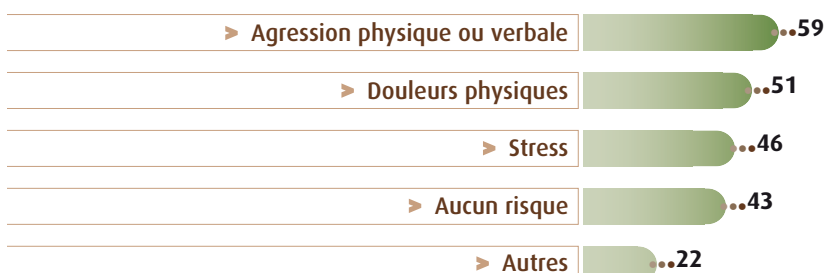 > Agression physique ou verbale 59
> Douleurs physiques 51
> Stress 46
> Aucun risque 43
> Autres 22